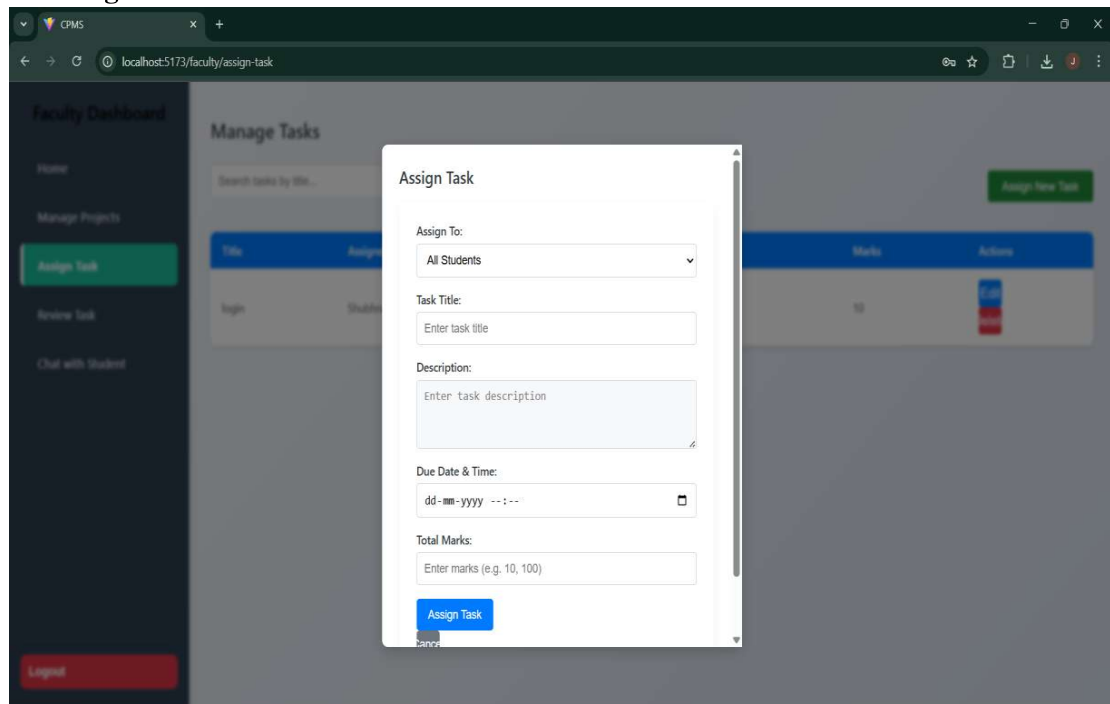 CPMS
localhost:5173/faculty/assign-task
J
Faculty Dashboard
Home
Manage Projects
Assign Task
Review Task
Chat with Student
Logout
Manage Tasks
Search tasks by title...
Assign New Task
Title
Marks
Actions
login
10
Edit
Assign Task
Assign To:
All Students
Task Title:
Enter task title
Description:
Enter task description
Due Date & Time:
dd-mm-yyyy --:--
Total Marks:
Enter marks (e.g. 10, 100)
Assign Task